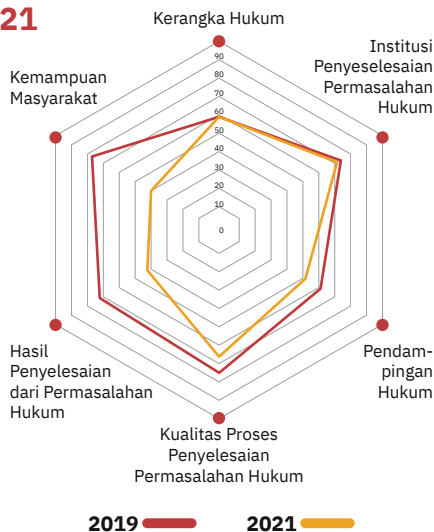 21
Kerangka Hukum
Institusi
Penyeselesaian
Permasalahan
Hukum
Kemampuan
Masyarakat
90
80
70
60
50
40
30
20
10
0
Hasil
Penyelesaian
dari Permasalahan
Hukum
Pendam-
pingan
Hukum
Kualitas Proses
Penyelesaian
Permasalahan Hukum
2019 2021